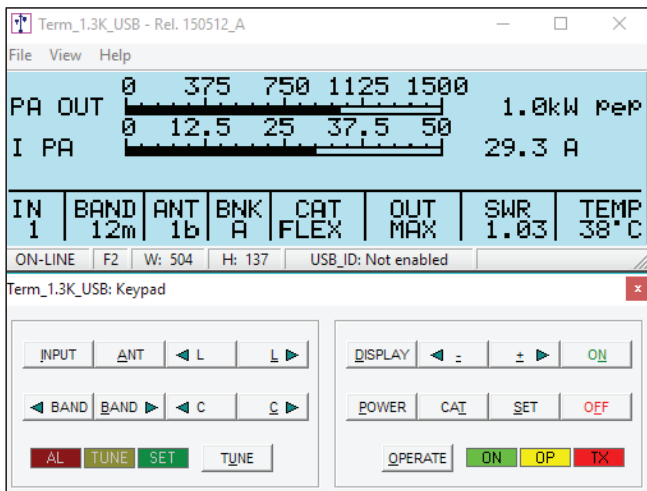 Term_1.3K_USB - Rel. 150512_A
File View Help
0 375 750 1125 1500
PA OUT 1.0kW pep
0 12.5 25 37.5 50
I PA 29.3 A
IN BAND ANT BNK CAT OUT SWR TEMP
1 12m 1b A FLEX MAX 1.03 38°C
ON-LINE F2 W: 504 H: 137 USB_ID: Not enabled
Term_1.3K_USB: Keypad x
INPUT ANT ◀ L L ▶ DISPLAY ◀ - + ▶ ON
◀ BAND BAND ▶ ◀ C C ▶ POWER CAT SET OFF
AL TUNE SET TUNE OPERATE ON OP TX